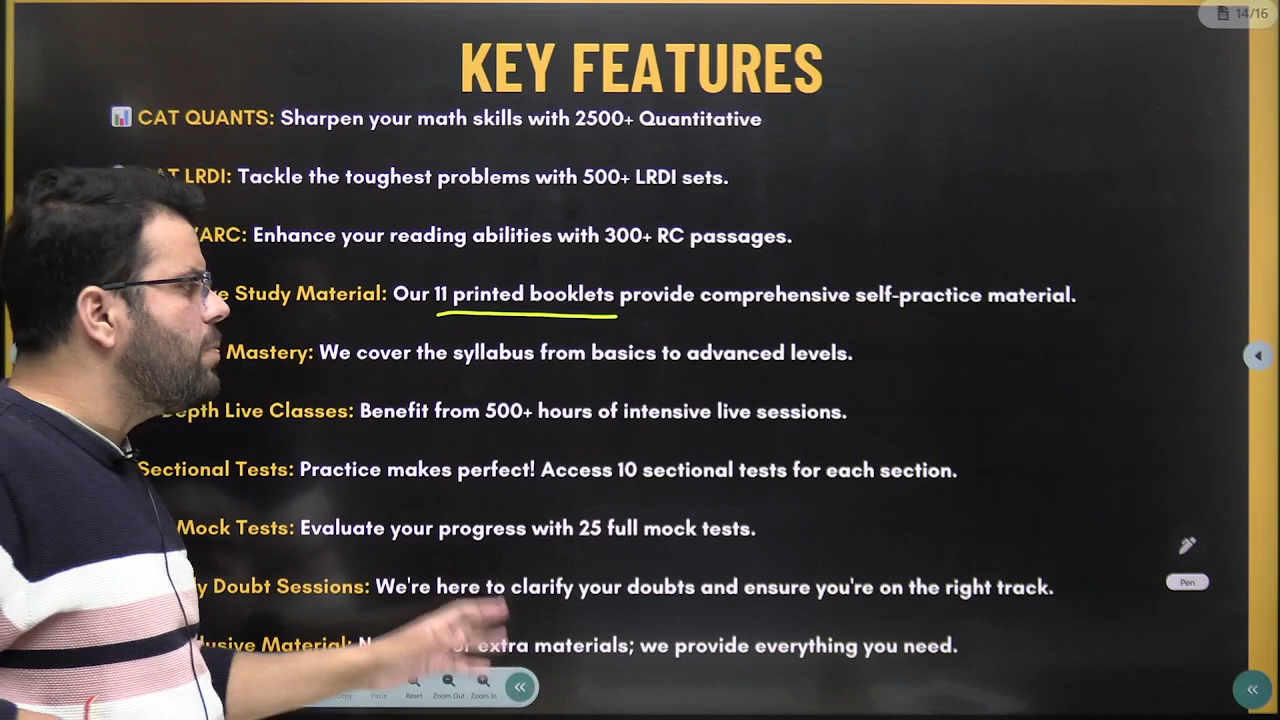 14/16
KEY FEATURES
CAT QUANTS: Sharpen your math skills with 2500+ Quantitative
LRDI: Tackle the toughest problems with 500+ LRDI sets.
Enhance your reading abilities with 300+ RC passages.
Study Material: Our 11 printed booklets provide comprehensive self-practice material.
Mastery: We cover the syllabus from basics to advanced levels.
Depth Live Classes: Benefit from 500+ hours of intensive live sessions.
Sectional Tests: Practice makes perfect! Access 10 sectional tests for each section.
Mock Tests: Evaluate your progress with 25 full mock tests.
Doubt Sessions: We're here to clarify your doubts and ensure you're on the right track.
Material: extra materials; we provide everything you need.
Pen
Copy Paste Reset Zoom Out Zoom In